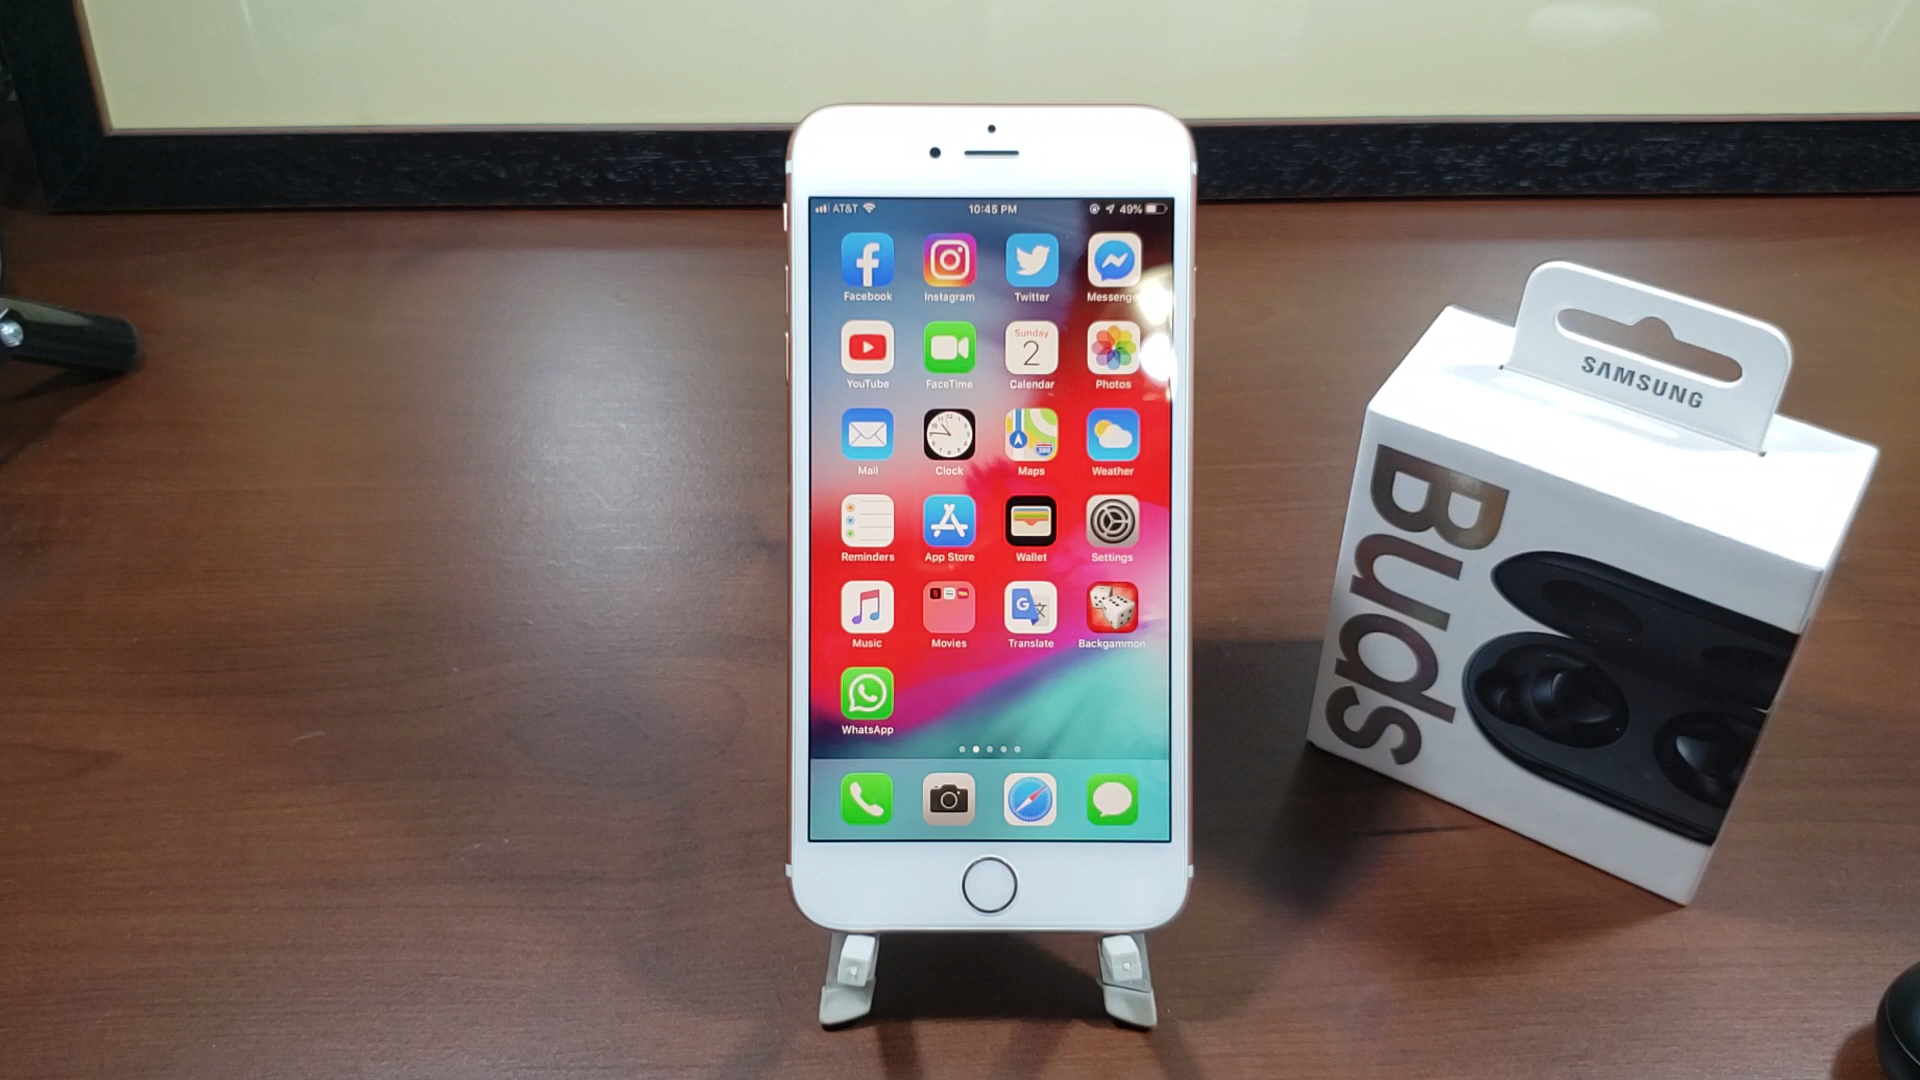 AT&T 10:45 PM 49%
Facebook Instagram Twitter Messenge
Sunday
2
YouTube FaceTime Calendar Photos
Mail Clock Maps Weather
Reminders App Store Wallet Settings
G
Music Movies Translate Backgammon
WhatsApp
SAMSUNG
Buds